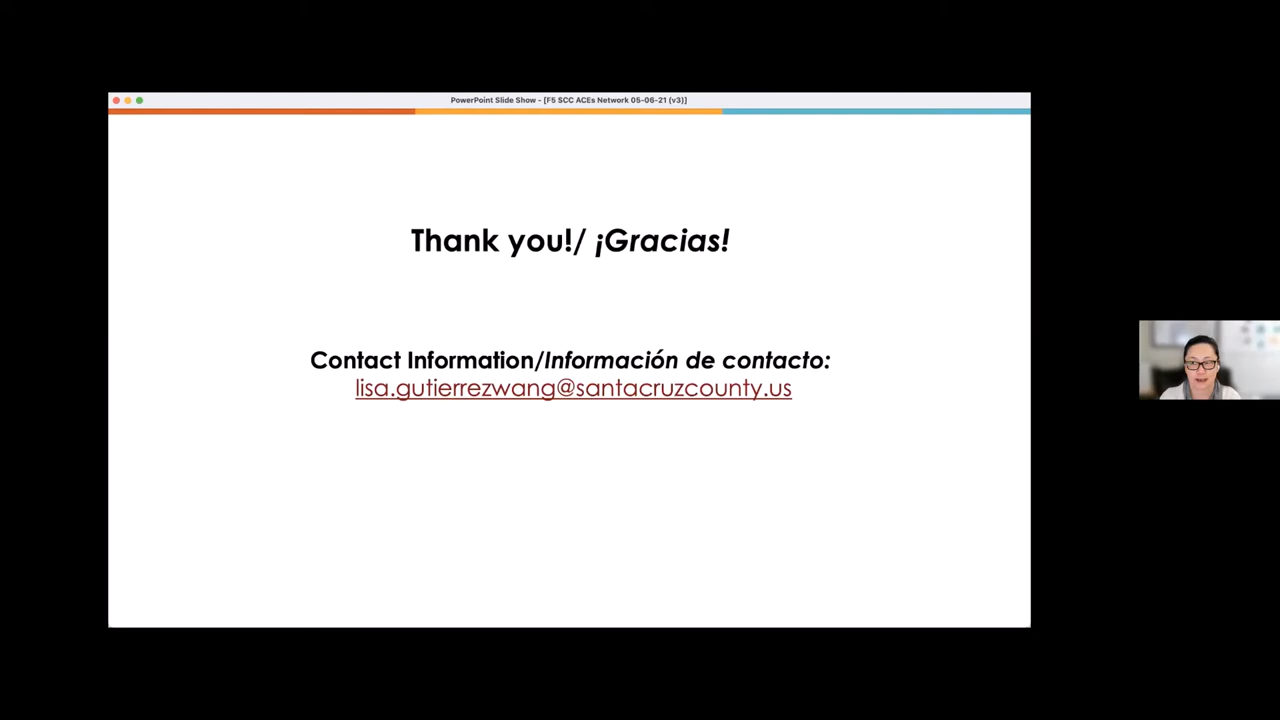 PowerPoint Slide Show - [F5 SCC ACEs Network 05-06-21 (v3)]
Thank you!/ ¡Gracias!
Contact Information/Información de contacto:
lisa.gutierrezwang@santacruzcounty.us